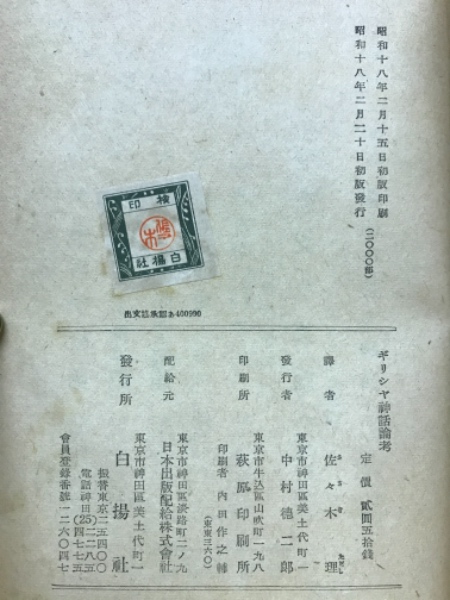 昭和十八年二月十五日初版印刷
昭和十八年二月二十日初版發行
(二〇〇〇部)
検印
白揚社
出文協承認あ400990
ギリシヤ神話論考
定價 貳圓五拾錢
譯者 佐々木理
東京市神田區美土代町一
發行者 中村德二郎
東京市牛込區山吹町一九八
印刷所 萩原印刷所
印刷者 內田作之輔
(東東三六〇)
東京市神田區淡路町二ノ九
配給元 日本出版配給株式會社
東京市神田區美土代町一
發行所 白揚社
振替東京二五四〇〇
電話神田(25)
會員登錄番號一二六〇四七